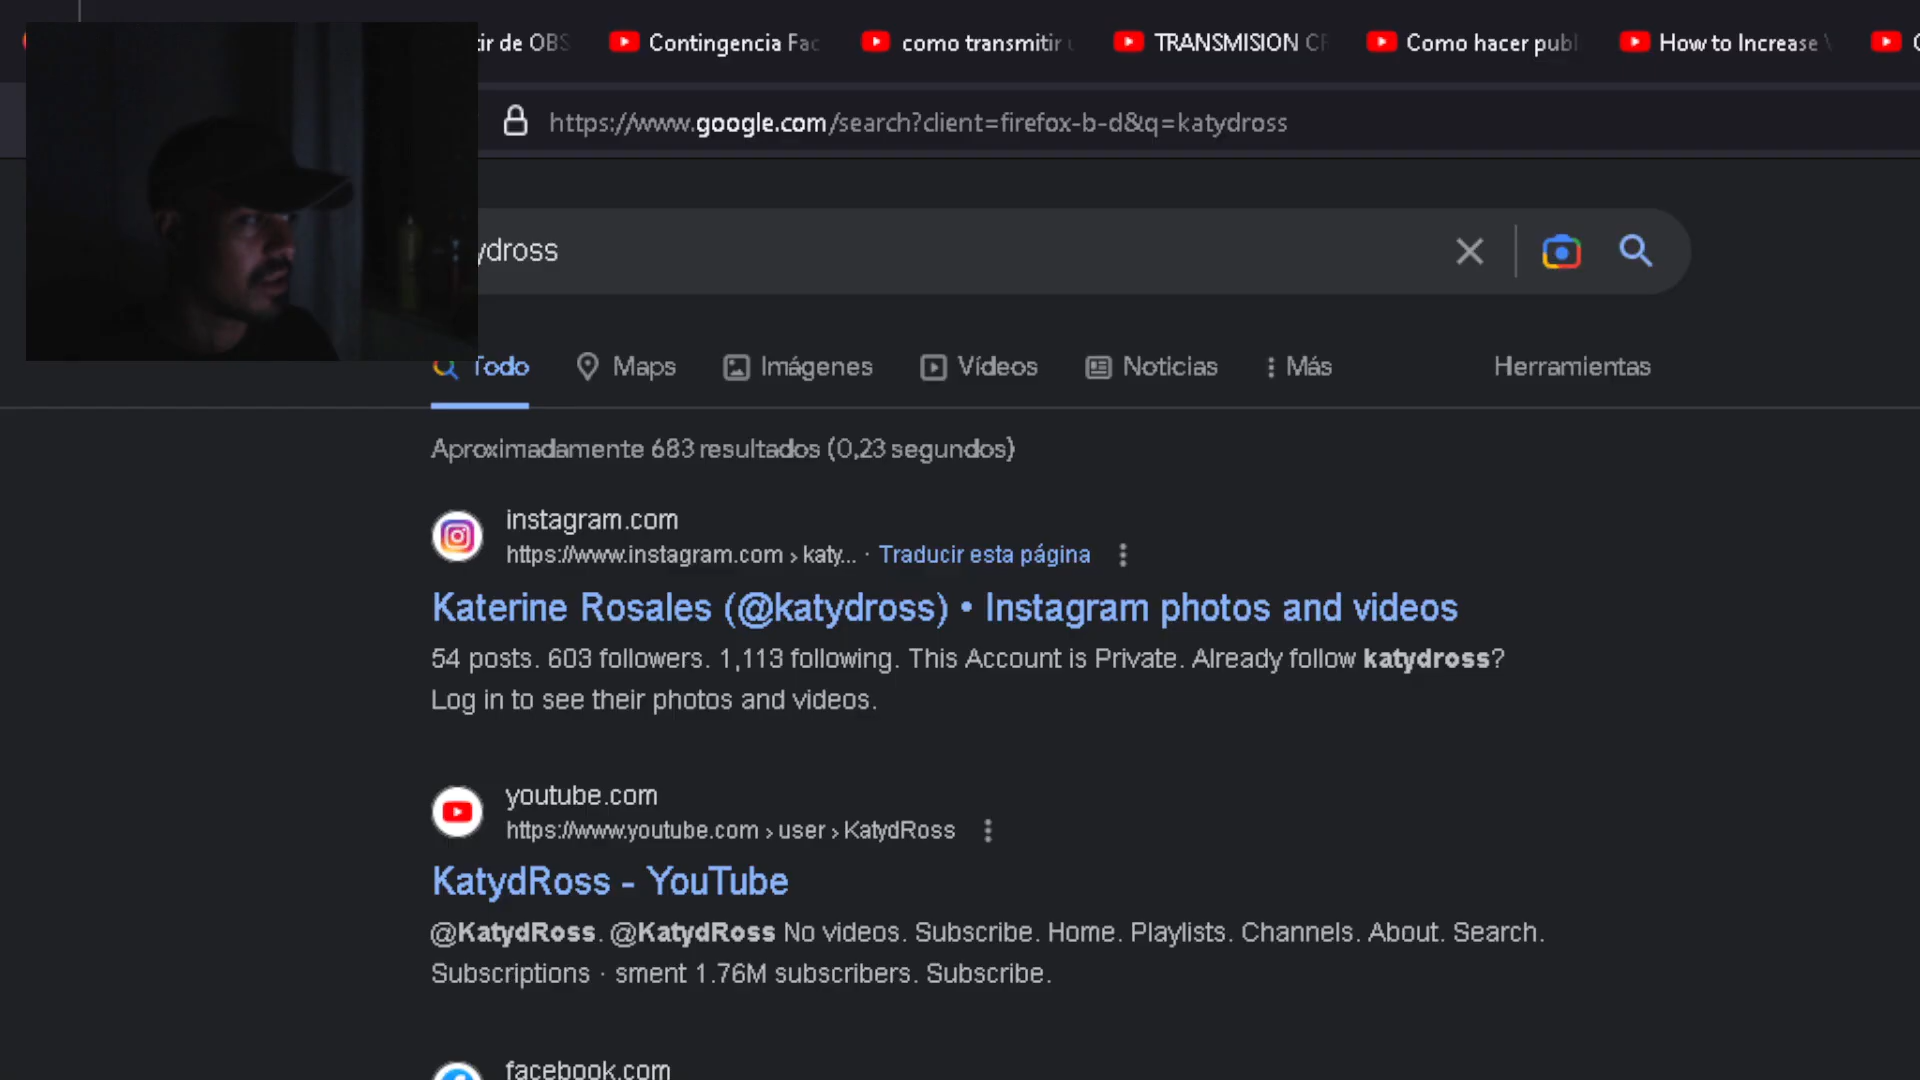 tir de OBS Contingencia Fac como transmitir TRANSMISION Como hacer publ How to Increase
https://www.google.com/search?client=firefox-b-d&q=katydross
ydross
Todo Maps Imágenes Vídeos Noticias Más Herramientas
Aproximadamente 683 resultados (0,23 segundos)
instagram.com
https://www.instagram.com › katy... · Traducir esta página
Katerine Rosales (@katydross) • Instagram photos and videos
54 posts. 603 followers. 1,113 following. This Account is Private. Already follow katydross?
Log in to see their photos and videos.
youtube.com
https://www.youtube.com › user › KatydRoss
KatydRoss - YouTube
@KatydRoss. @KatydRoss No videos. Subscribe. Home. Playlists. Channels. About. Search.
Subscriptions · sment 1.76M subscribers. Subscribe.
facebook.com